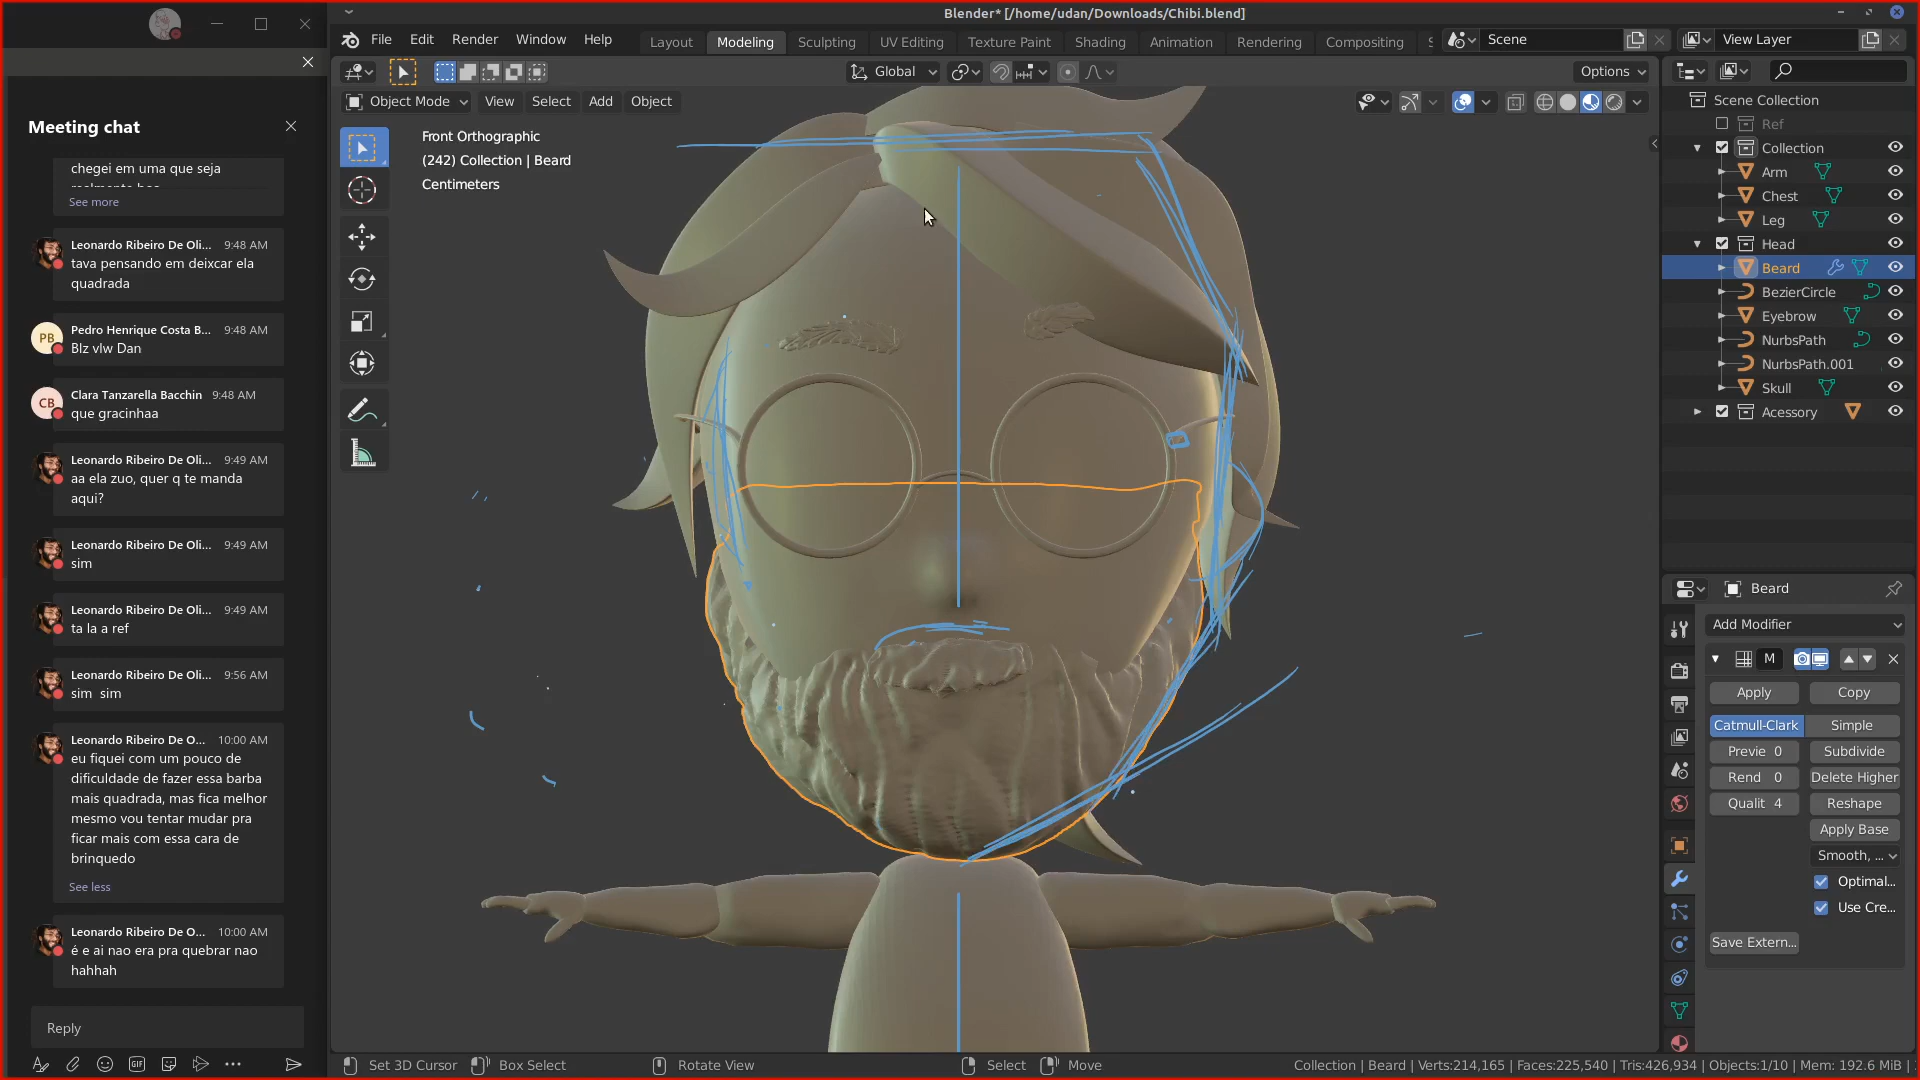 Blender* [/home/udan/Downloads/Chibi.blend]
File Edit Render Window Help
Layout Modeling Sculpting UV Editing Texture Paint Shading Animation Rendering Compositing
Scene
View Layer
Global
Options
Object Mode View Select Add Object
Front Orthographic
(242) Collection | Beard
Centimeters
Meeting chat
chegei em uma que seja
See more
Leonardo Ribeiro De Oli... 9:48 AM
tava pensando em deixcar ela
quadrada
PB
Pedro Henrique Costa B... 9:48 AM
Blz vlw Dan
CB
Clara Tanzarella Bacchin 9:48 AM
que gracinhaa
Leonardo Ribeiro De Oli... 9:49 AM
aa ela zuo, quer q te manda
aqui?
Leonardo Ribeiro De Oli... 9:49 AM
sim
Leonardo Ribeiro De Oli... 9:49 AM
ta la a ref
Leonardo Ribeiro De Oli... 9:56 AM
sim sim
Leonardo Ribeiro De O... 10:00 AM
eu fiquei com um pouco de
dificuldade de fazer essa barba
mais quadrada, mas fica melhor
mesmo vou tentar mudar pra
ficar mais com essa cara de
brinquedo
See less
Leonardo Ribeiro De O... 10:00 AM
é e ai nao era pra quebrar nao
hahhah
Reply
GIF
Scene Collection
Ref
Collection
Arm
Chest
Leg
Head
Beard
BezierCircle
Eyebrow
NurbsPath
NurbsPath.001
Skull
Acessory
Beard
Add Modifier
M
Apply Copy
Catmull-Clark Simple
Previe 0 Subdivide
Rend 0 Delete Higher
Qualit 4 Reshape
Apply Base
Smooth, ...
Optimal...
Use Cre...
Save Extern...
Set 3D Cursor Box Select Rotate View Select Move
Collection | Beard | Verts:214,165 | Faces:225,540 | Tris:426,934 | Objects:1/10 | Mem: 192.6 MiB |